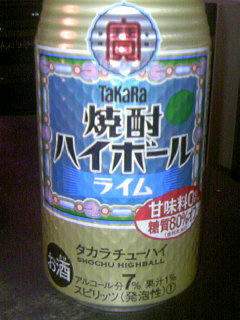 寶
TaKaRa
焼酎
ハイボール
ライム
甘味料0
糖質80%
お酒
タカラチューハイ
SHOCHU HIGHBALL
アルコール分7% 果汁1%
スピリッツ(発泡性)①